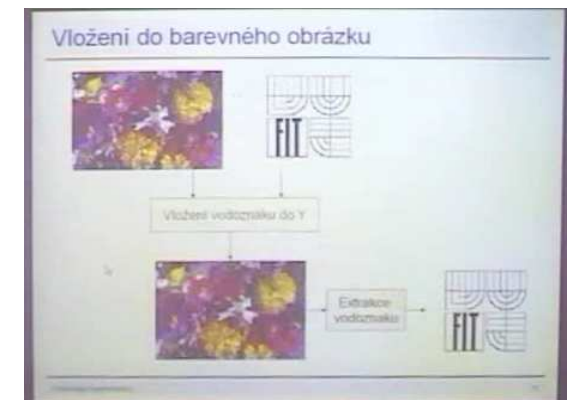 Vložení do barevného obrázku
FIT
Vložení vodoznaku do Y
Extrakce
vodoznaku
FIT